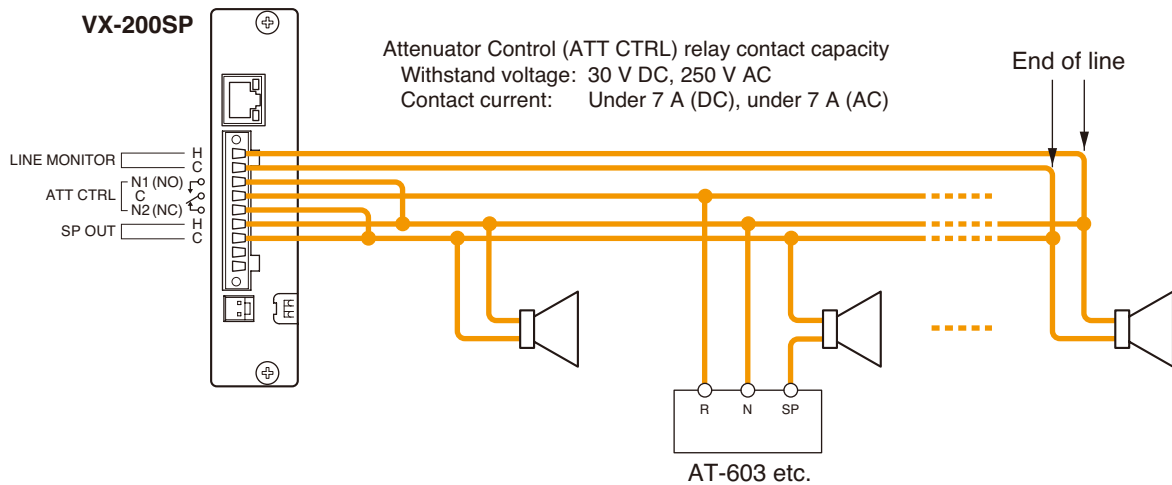 VX-200SP
Attenuator Control (ATT CTRL) relay contact capacity
Withstand voltage: 30 V DC, 250 V AC
Contact current: Under 7 A (DC), under 7 A (AC)
End of line
LINE MONITOR
H
C
ATT CTRL
N1 (NO)
C
N2 (NC)
SP OUT
H
C
R N SP
AT-603 etc.